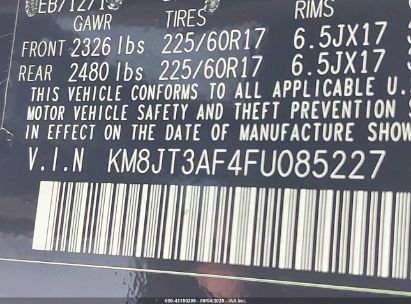 GAWR TIRES RIMS
FRONT 2326 lbs 225/60R17 6.5JX17
REAR 2480 lbs 225/60R17 6.5JX17
THIS VEHICLE CONFORMS TO ALL APPLICABLE U.
MOTOR VEHICLE SAFETY AND THEFT PREVENTION
IN EFFECT ON THE DATE OF MANUFACTURE SHOW
V.I.N KM8JT3AF4FU085227